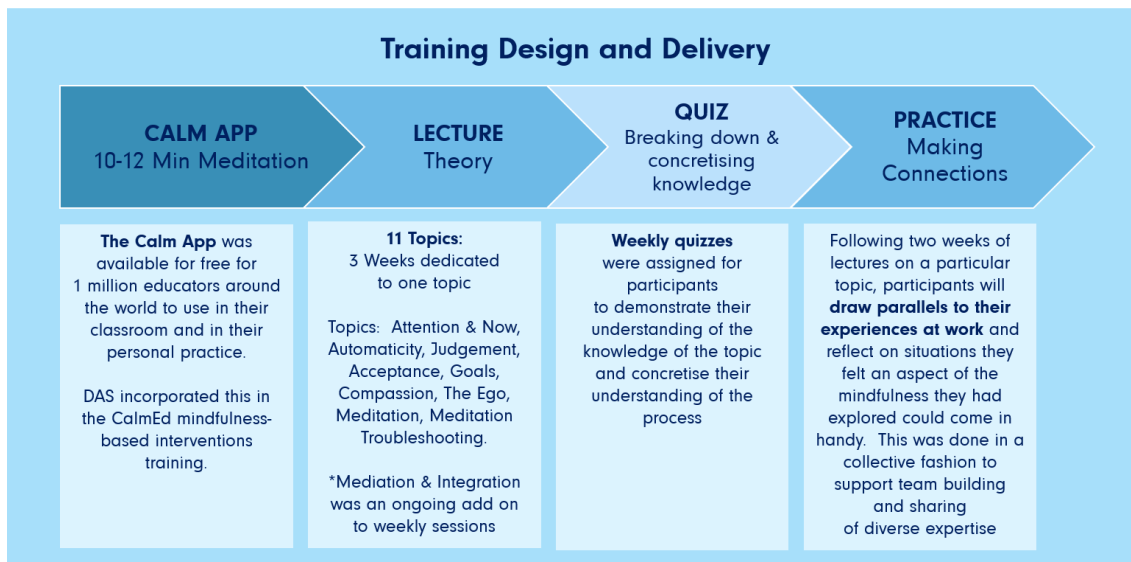 Training Design and Delivery
CALM APP
10-12 Min Meditation
LECTURE
Theory
QUIZ
Breaking down &
concretising
knowledge
PRACTICE
Making
Connections
The Calm App was
available for free for
1 million educators around
the world to use in their
classroom and in their
personal practice.
DAS incorporated this in
the CalmEd mindfulness-
based interventions
training.
11 Topics:
3 Weeks dedicated
to one topic
Topics: Attention & Now,
Automaticity, Judgement,
Acceptance, Goals,
Compassion, The Ego,
Meditation, Meditation
Troubleshooting.
*Mediation & Integration
was an ongoing add on
to weekly sessions
Weekly quizzes
were assigned for
participants
to demonstrate their
understanding of the
knowledge of the topic
and concretise their
understanding of the
process
Following two weeks of
lectures on a particular
topic, participants will
draw parallels to their
experiences at work and
reflect on situations they
felt an aspect of the
mindfulness they had
explored could come in
handy. This was done in a
collective fashion to
support team building
and sharing
of diverse expertise